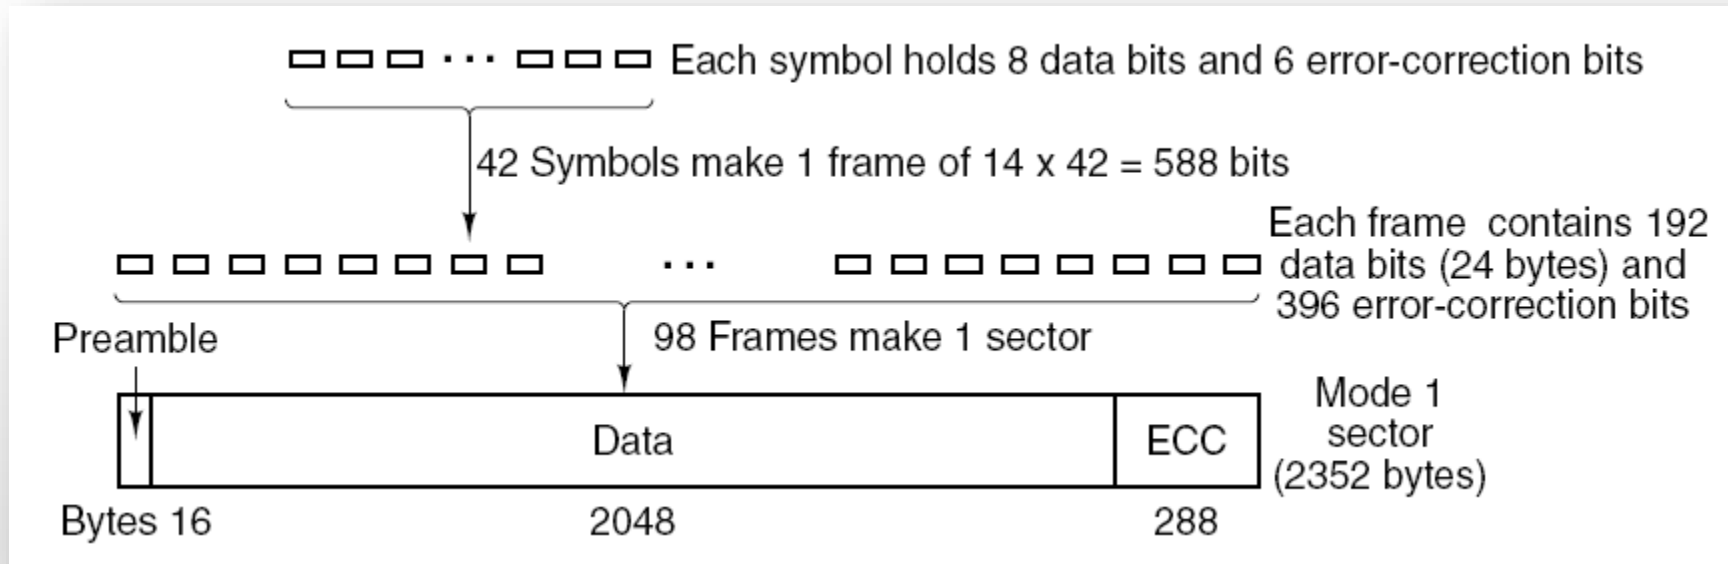 Each symbol holds 8 data bits and 6 error-correction bits
42 Symbols make 1 frame of 14 x 42 = 588 bits
Each frame contains 192
data bits (24 bytes) and
396 error-correction bits
Preamble
98 Frames make 1 sector
Mode 1
sector
(2352 bytes)
Data
ECC
Bytes 16
2048
288